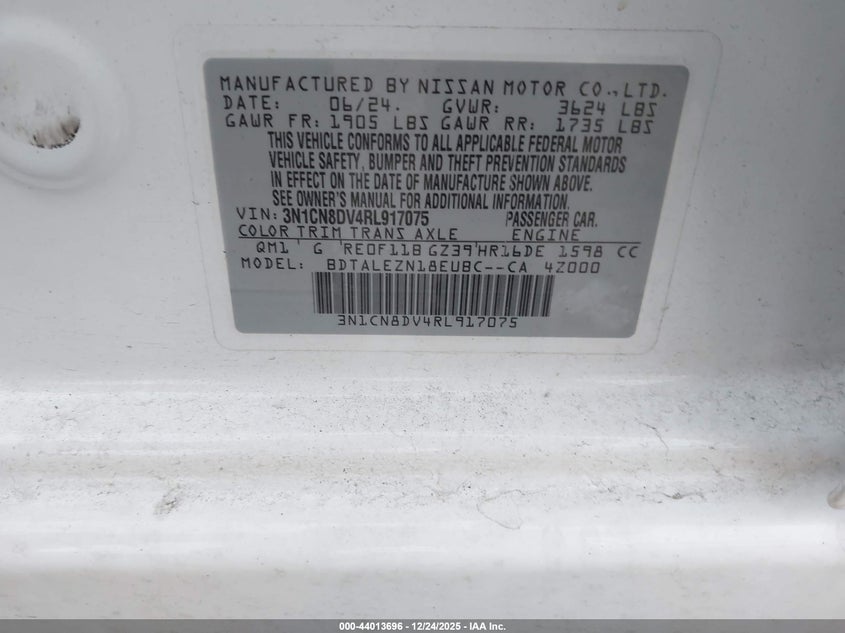 MANUFACTURED BY NISSAN MOTOR CO., LTD.
DATE: 06/24. GVWR: 3624 LBS
GAWR FR: 1905 LBS GAWR RR: 1735 LBS
THIS VEHICLE CONFORMS TO ALL APPLICABLE FEDERAL MOTOR
VEHICLE SAFETY, BUMPER AND THEFT PREVENTION STANDARDS
IN EFFECT ON THE DATE OF MANUFACTURE SHOWN ABOVE.
SEE OWNER'S MANUAL FOR ADDITIONAL INFORMATION.
VIN: 3N1CN8DV4RL917075 PASSENGER CAR.
COLOR TRIM TRANS AXLE ENGINE
QM1 ' G 'RE0F11B GZ39'HR16DE 1598 CC
MODEL: BDTALEZN18EUBC--CA 4Z000
3N1CN8DV4RL917075
000-44013696 - 12/24/2025 - IAA Inc.